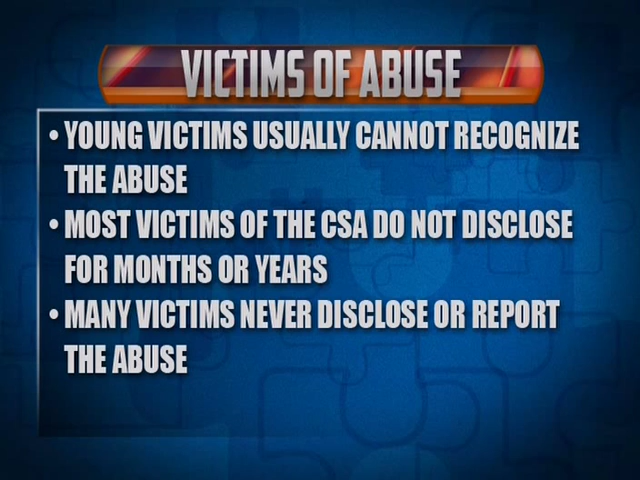 VICTIMS OF ABUSE
• YOUNG VICTIMS USUALLY CANNOT RECOGNIZE
THE ABUSE
• MOST VICTIMS OF THE CSA DO NOT DISCLOSE
FOR MONTHS OR YEARS
• MANY VICTIMS NEVER DISCLOSE OR REPORT
THE ABUSE